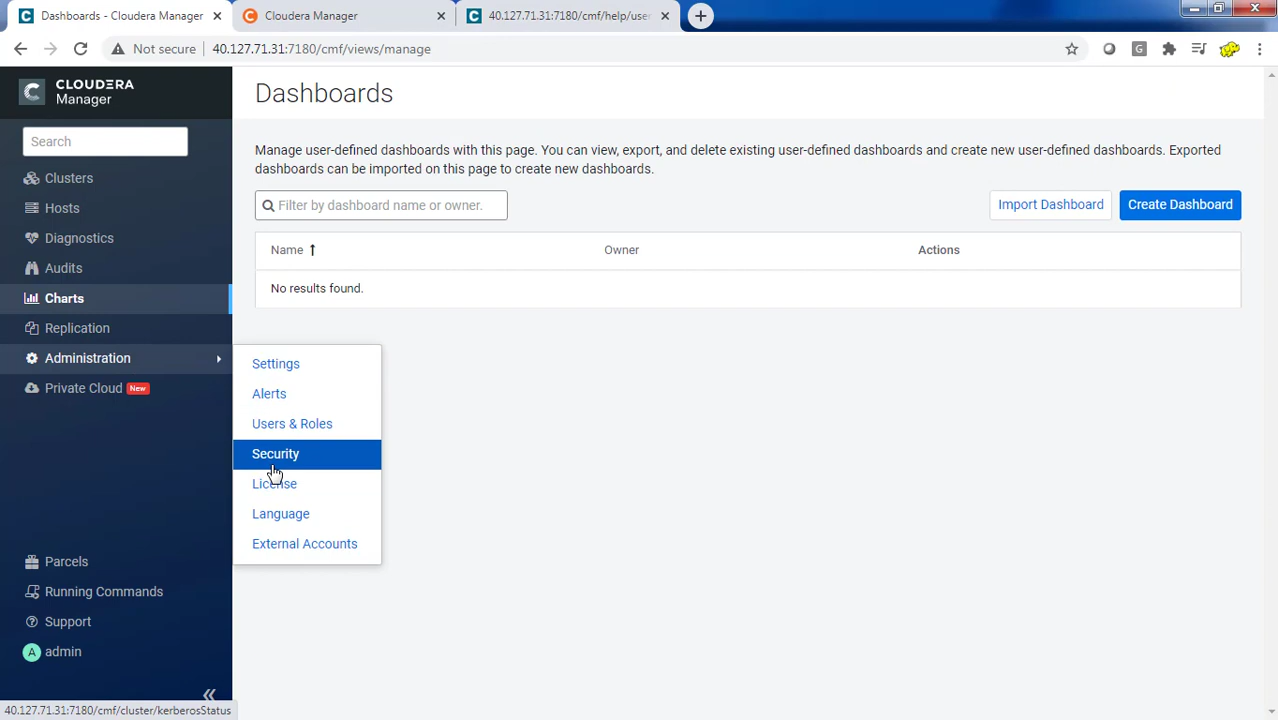 Dashboards - Cloudera Manager
Cloudera Manager
40.127.71.31:7180/cmf/help/use
Not secure
40.127.71.31:7180/cmf/views/manage
G
CLOUDERA
Manager
Search
Clusters
Hosts
Diagnostics
Audits
Charts
Replication
Administration
Private Cloud New
Parcels
Running Commands
Support
A admin
Dashboards
Manage user-defined dashboards with this page. You can view, export, and delete existing user-defined dashboards and create new user-defined dashboards. Exported
dashboards can be imported on this page to create new dashboards.
Filter by dashboard name or owner.
Import Dashboard
Create Dashboard
Name Owner Actions
No results found.
Settings
Alerts
Users & Roles
Security
License
Language
External Accounts
40.127.71.31:7180/cmf/cluster/kerberosStatus